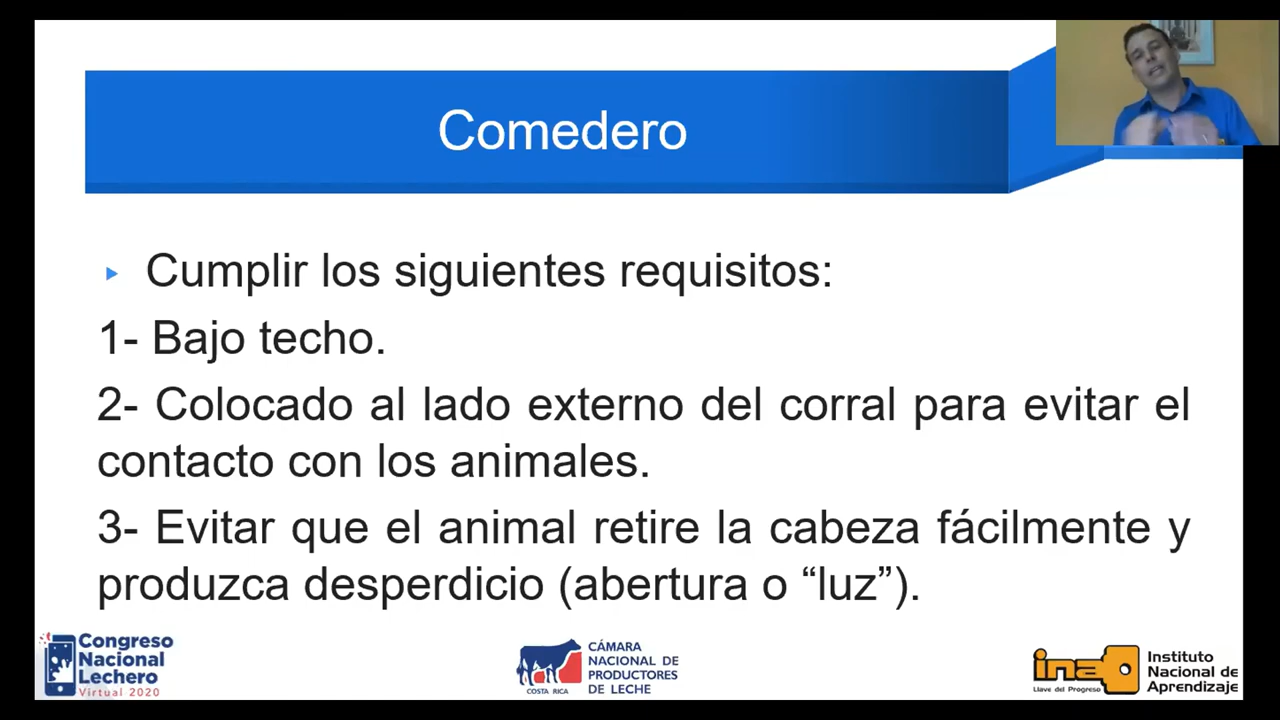 Comedero
Cumplir los siguientes requisitos:
1- Bajo techo.
2- Colocado al lado externo del corral para evitar el
contacto con los animales.
3- Evitar que el animal retire la cabeza fácilmente y
produzca desperdicio (abertura o “luz”).
Congreso
Nacional
Lechero
Virtual 2020
CÁMARA
NACIONAL DE
PRODUCTORES
DE LECHE
COSTA RICA
ina
Llave del Progreso
Instituto
Nacional de
Aprendizaje